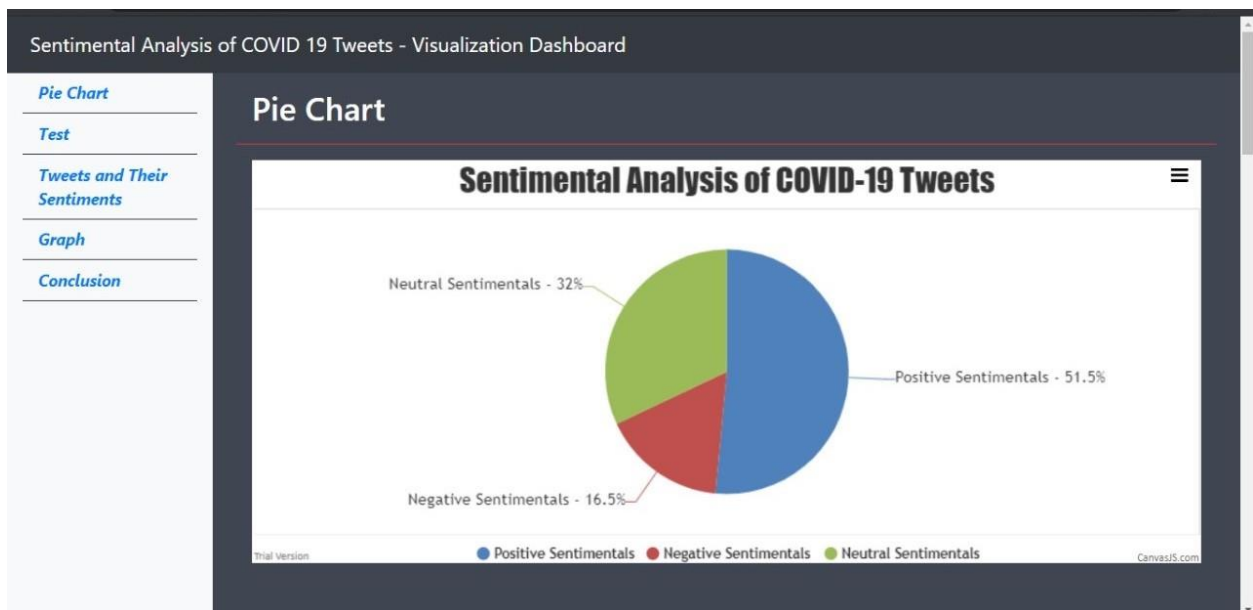 Sentimental Analysis of COVID 19 Tweets - Visualization Dashboard
Pie Chart
Test
Tweets and Their
Sentiments
Graph
Conclusion
Pie Chart
Sentimental Analysis of COVID-19 Tweets
Neutral Sentimentals - 32%
Positive Sentimentals - 51.5%
Negative Sentimentals - 16.5%
Positive Sentimentals Negative Sentimentals Neutral Sentimentals
Trial Version
CanvasJS.com